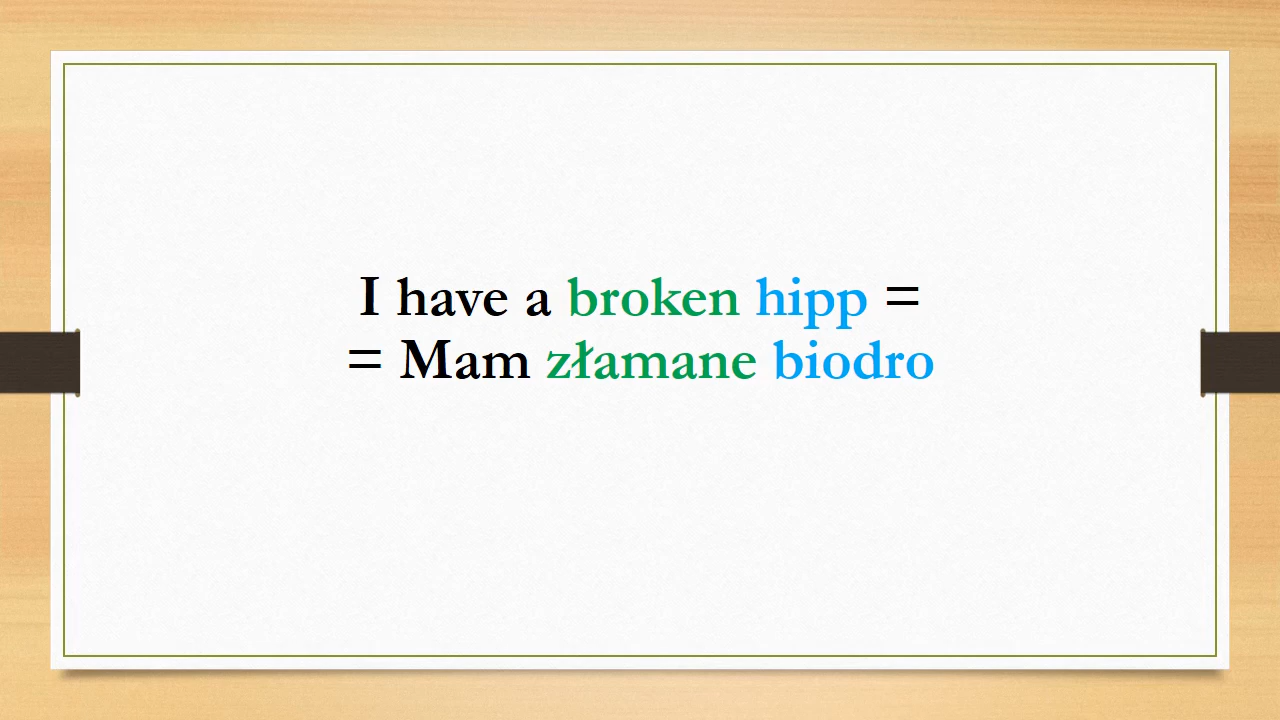 I have a broken hipp =
= Mam złamane biodro